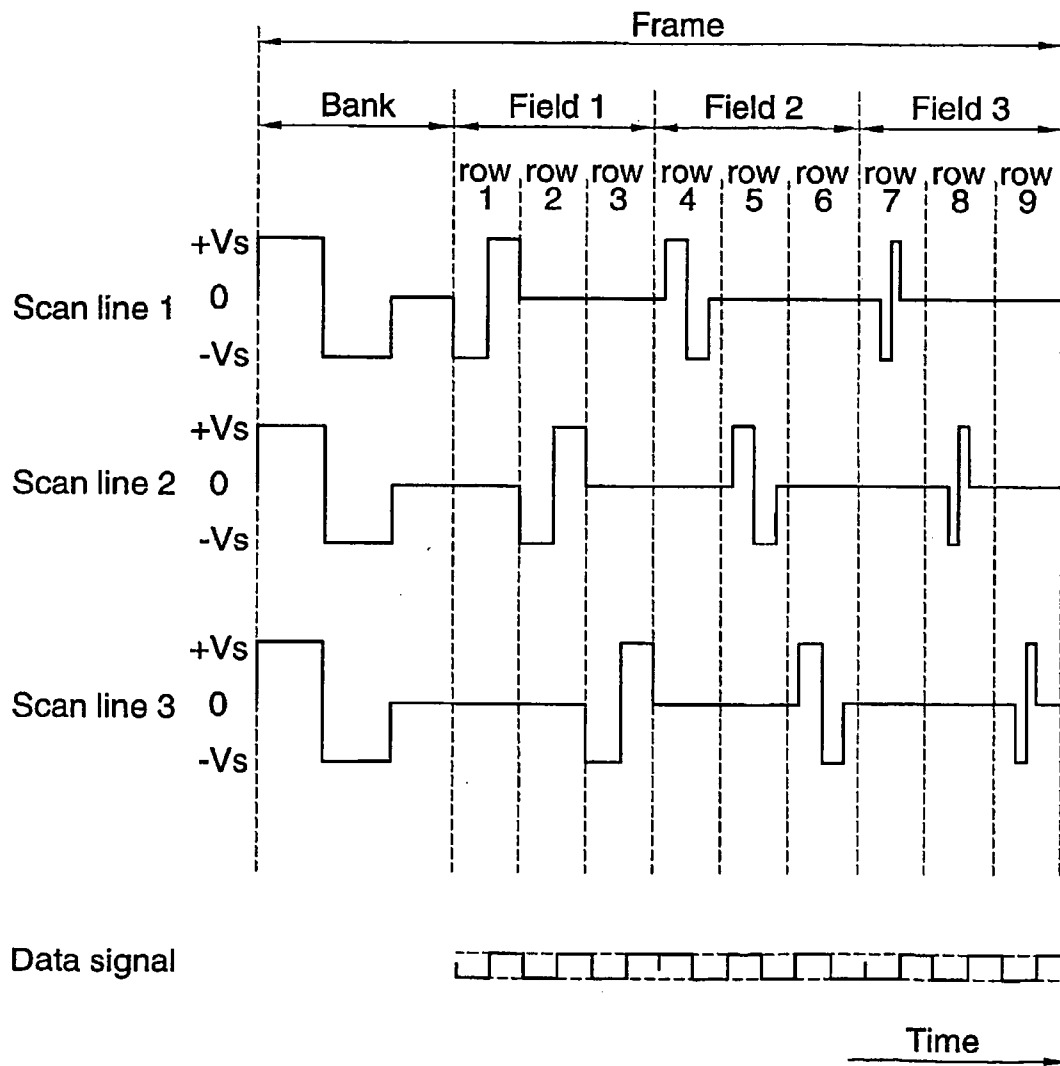 Frame
Bank Field 1 Field 2 Field 3
row row row row row row row row row
1 2 3 4 5 6 7 8 9
+Vs
Scan line 1 0
-Vs
+Vs
Scan line 2 0
-Vs
+Vs
Scan line 3 0
-Vs
Data signal
Time